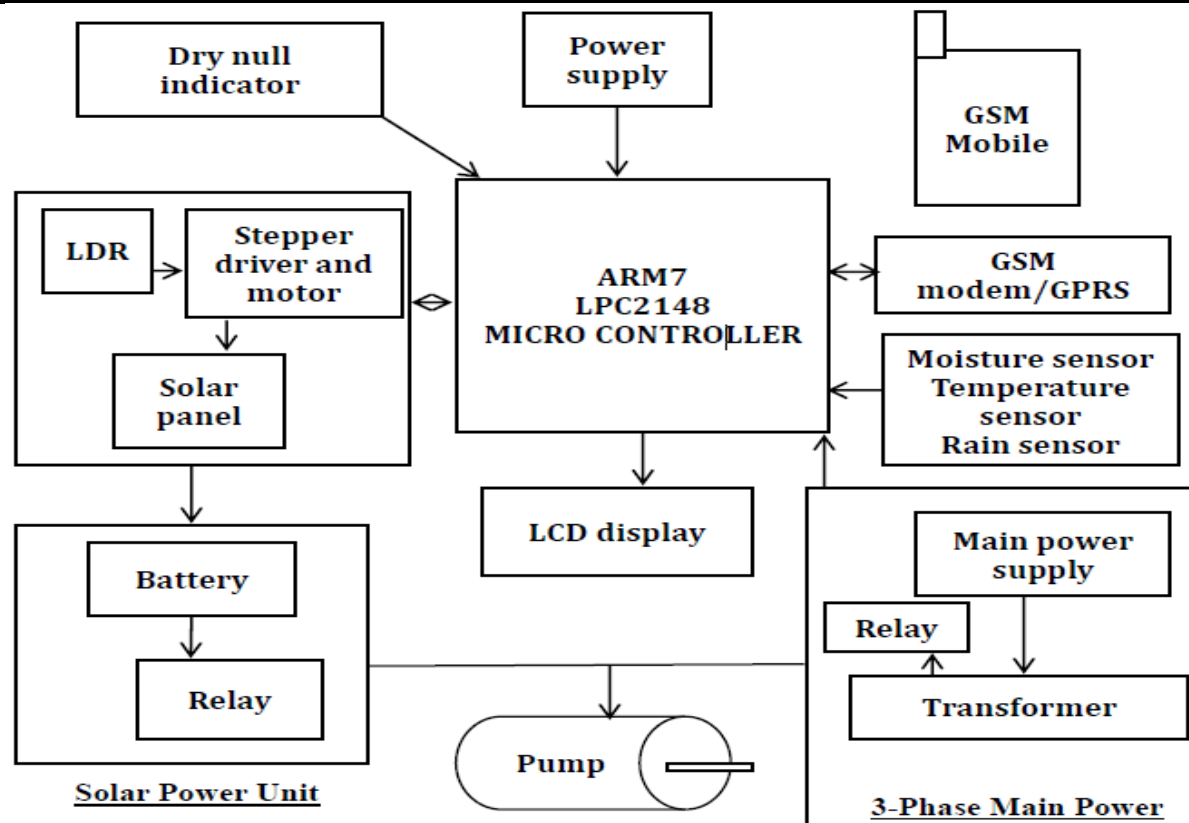 Dry null
indicator
Power
supply
GSM
Mobile
LDR
Stepper
driver and
motor
Solar
panel
ARM7
LPC2148
MICRO CONTROLLER
GSM
modem/GPRS
Moisture sensor
Temperature
sensor
Rain sensor
LCD display
Battery
Relay
Solar Power Unit
Pump
Main power
supply
Relay
Transformer
3-Phase Main Power